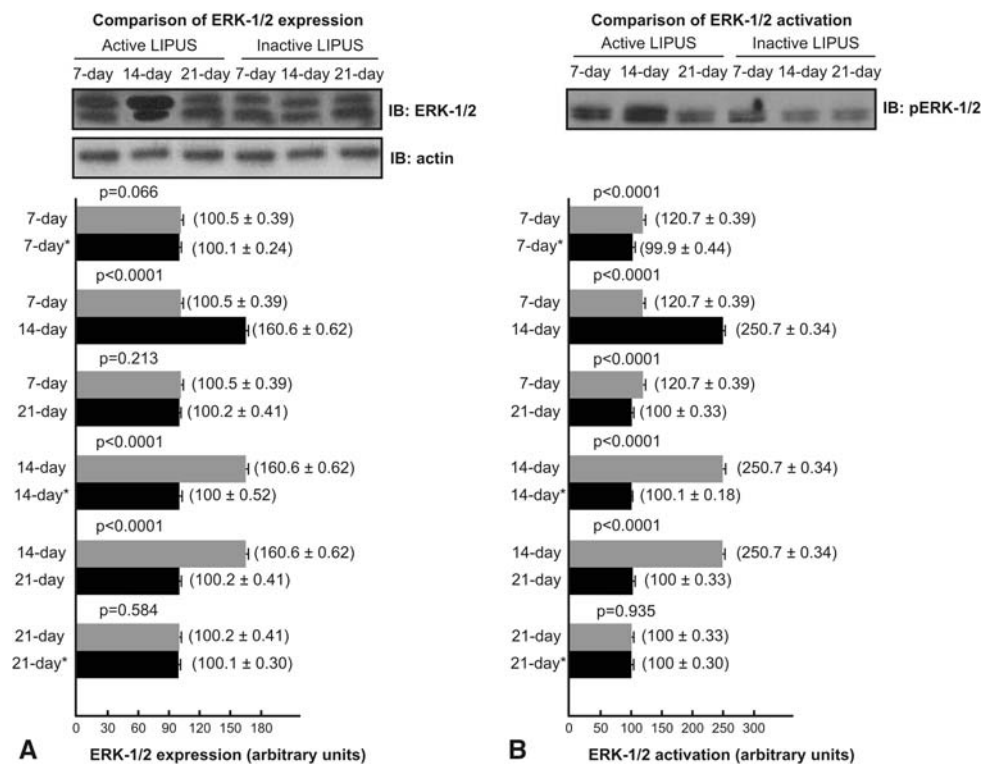 Comparison of ERK-1/2 expression
Active LIPUS Inactive LIPUS
7-day 14-day 21-day 7-day 14-day 21-day
IB: ERK-1/2
IB: actin
p=0.066
7-day (100.5 ± 0.39)
7-day* (100.1 ± 0.24)
p<0.0001
7-day (100.5 ± 0.39)
14-day (160.6 ± 0.62)
p=0.213
7-day (100.5 ± 0.39)
21-day (100.2 ± 0.41)
p<0.0001
14-day (160.6 ± 0.62)
14-day* (100 ± 0.52)
p<0.0001
14-day (160.6 ± 0.62)
21-day (100.2 ± 0.41)
p=0.584
21-day (100.2 ± 0.41)
21-day* (100.1 ± 0.30)
0 30 60 90 120 150 180
A ERK-1/2 expression (arbitrary units)
Comparison of ERK-1/2 activation
Active LIPUS Inactive LIPUS
7-day 14-day 21-day 7-day 14-day 21-day
IB: pERK-1/2
p<0.0001
7-day (120.7 ± 0.39)
7-day* (99.9 ± 0.44)
p<0.0001
7-day (120.7 ± 0.39)
14-day (250.7 ± 0.34)
p<0.0001
7-day (120.7 ± 0.39)
21-day (100 ± 0.33)
p<0.0001
14-day (250.7 ± 0.34)
14-day* (100.1 ± 0.18)
p<0.0001
14-day (250.7 ± 0.34)
21-day (100 ± 0.33)
p=0.935
21-day (100 ± 0.33)
21-day* (100 ± 0.30)
0 50 100 150 200 250 300
B ERK-1/2 activation (arbitrary units)